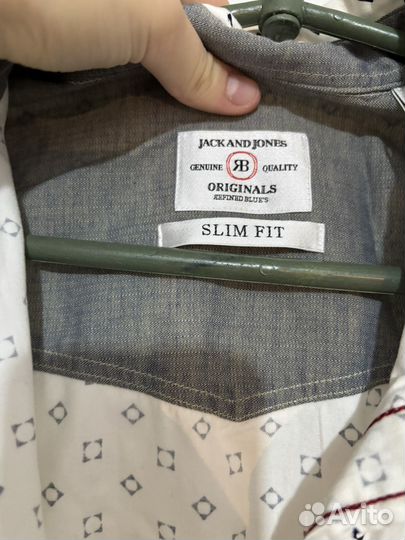 JACK AND JONES
GENUINE RB QUALITY
ORIGINALS
REFINED BLUE'S
SLIM FIT
Avito